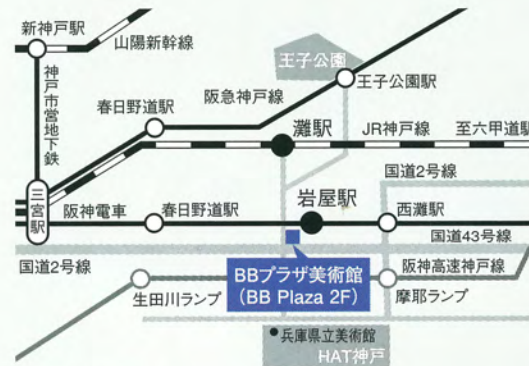 新神戸駅
山陽新幹線
神戸市営地下鉄
王子公園
王子公園駅
春日野道駅
阪急神戸線
灘駅
JR神戸線
至六甲道駅
国道2号線
三宮駅
阪神電車
春日野道駅
岩屋駅
西灘駅
国道43号線
国道2号線
BBプラザ美術館
(BB Plaza 2F)
阪神高速神戸線
生田川ランプ
摩耶ランプ
兵庫県立美術館
HAT神戸